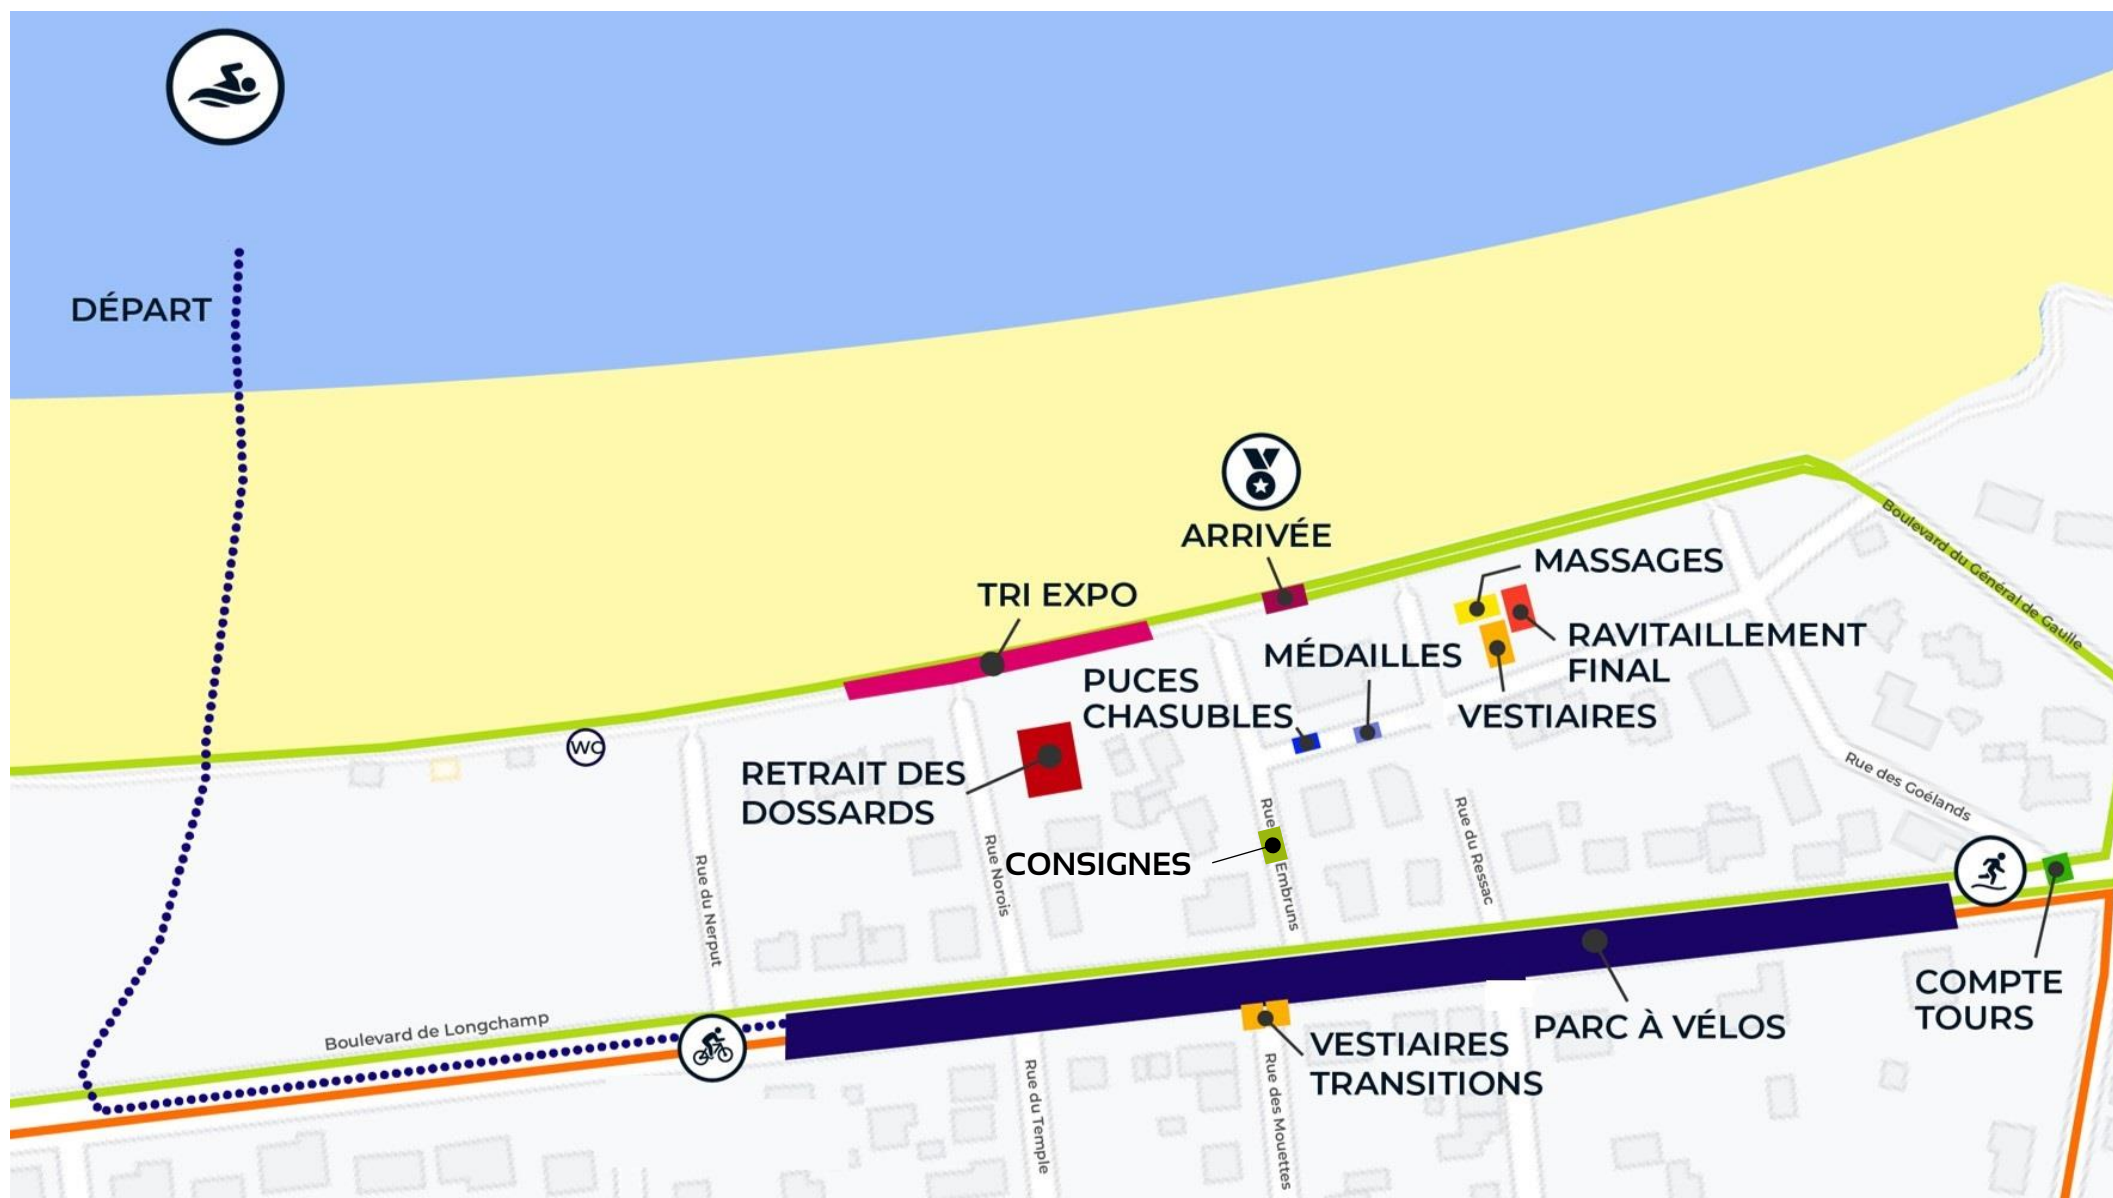 DÉPART
ARRIVÉE
MASSAGES
TRI EXPO
RAVITAILLEMENT
FINAL
MÉDAILLES
PUCES
CHASUBLES
VESTIAIRES
WC
RETRAIT DES
DOSSARDS
CONSIGNES
Boulevard du Général de Gaulle
Rue des Goélands
Rue du Nerput
Rue Norois
Rue
Embruns
Rue du Ressac
COMPTE
TOURS
Boulevard de Longchamp
PARC À VÉLOS
VESTIAIRES
TRANSITIONS
Rue du Temple
Rue des Mouettes